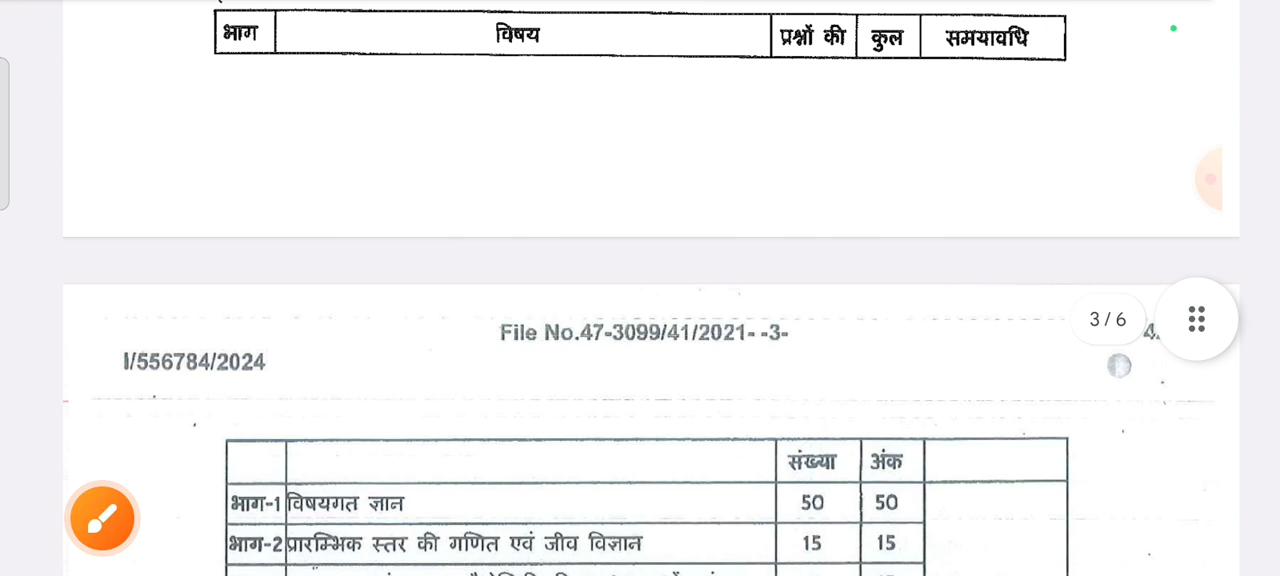 भाग विषय प्रश्नों की कुल समयावधि
3 / 6
File No.47-3099/41/2021- -3-
I/556784/2024
संख्या अंक
भाग-1 विषयगत ज्ञान 50 50
भाग-2 प्रारम्भिक स्तर की गणित एवं जीव विज्ञान 15 15